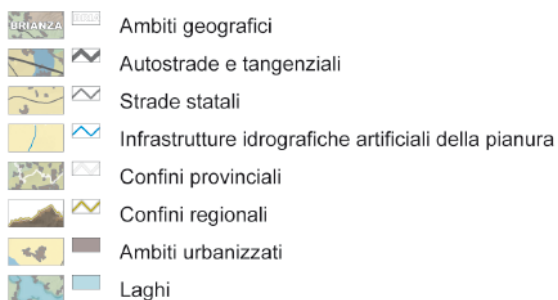 BRIANZA Ambiti geografici
Autostrade e tangenziali
Strade statali
Infrastrutture idrografiche artificiali della pianura
Confini provinciali
Confini regionali
Ambiti urbanizzati
Laghi